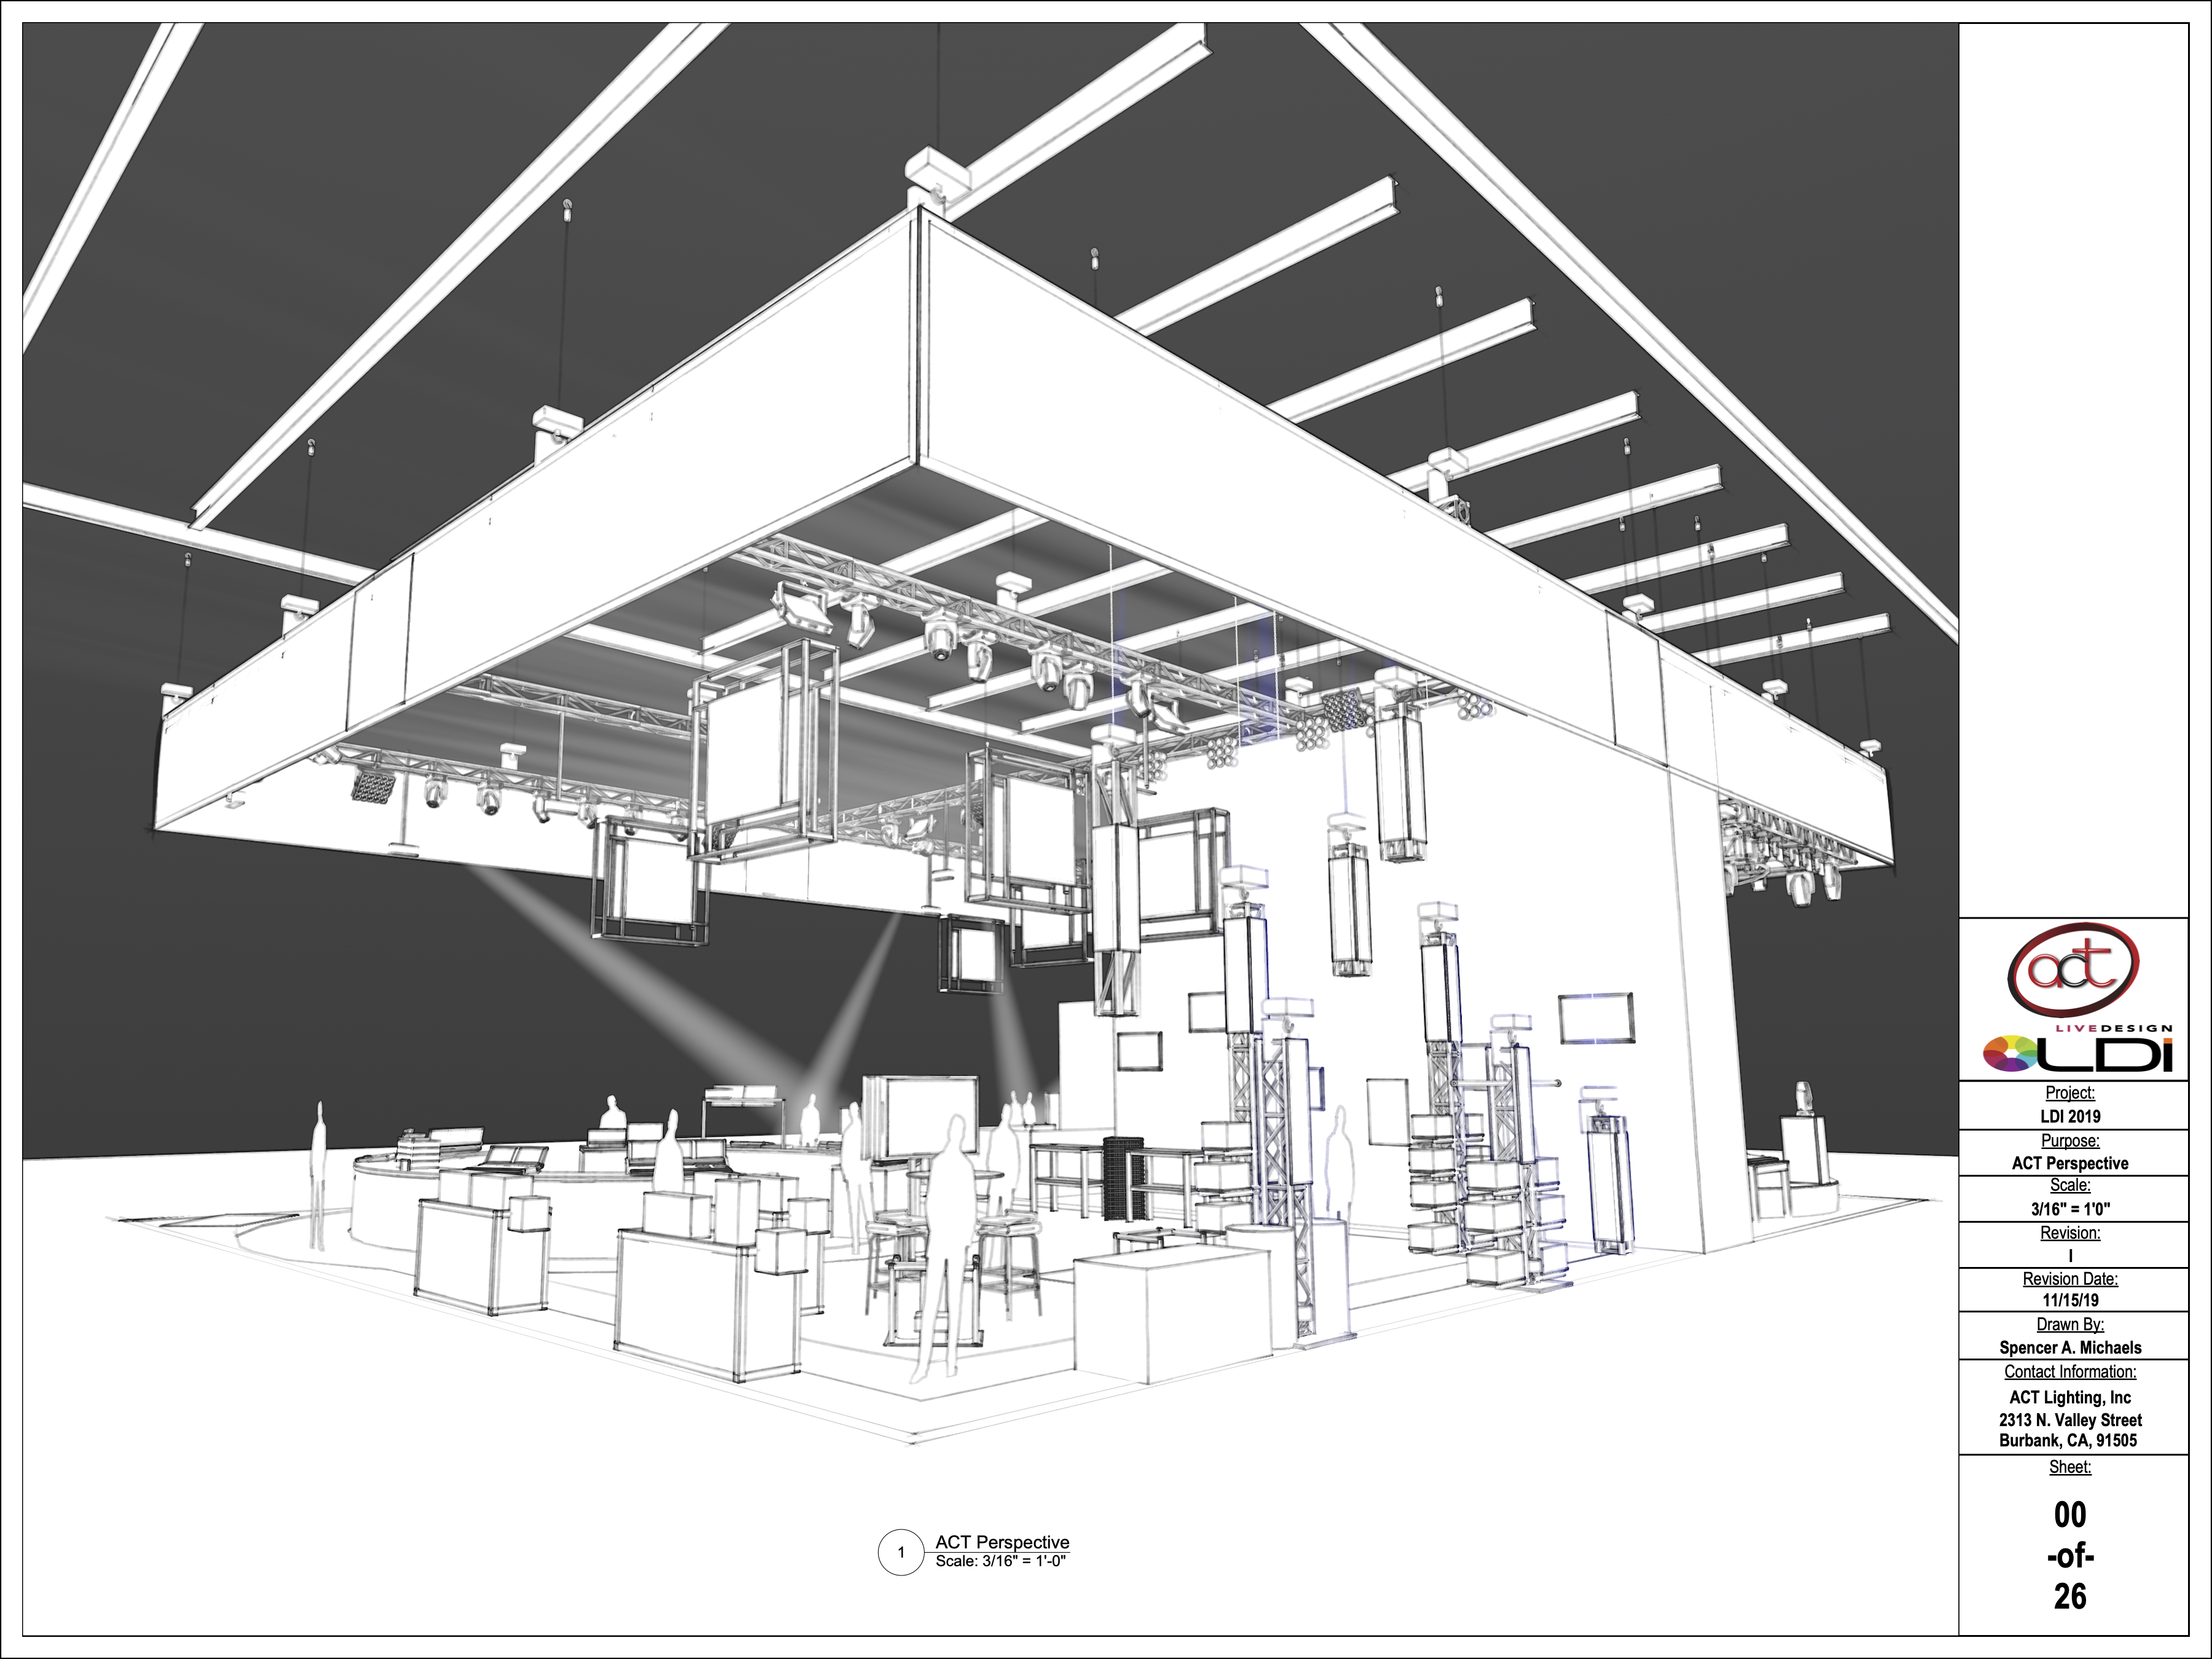 act
LIVEDESIGN
LDi
Project:
LDI 2019
Purpose:
ACT Perspective
Scale:
3/16" = 1'0"
Revision:
I
Revision Date:
11/15/19
Drawn By:
Spencer A. Michaels
Contact Information:
ACT Lighting, Inc
2313 N. Valley Street
Burbank, CA, 91505
Sheet:
00
-of-
26
1
ACT Perspective
Scale: 3/16" = 1'-0"